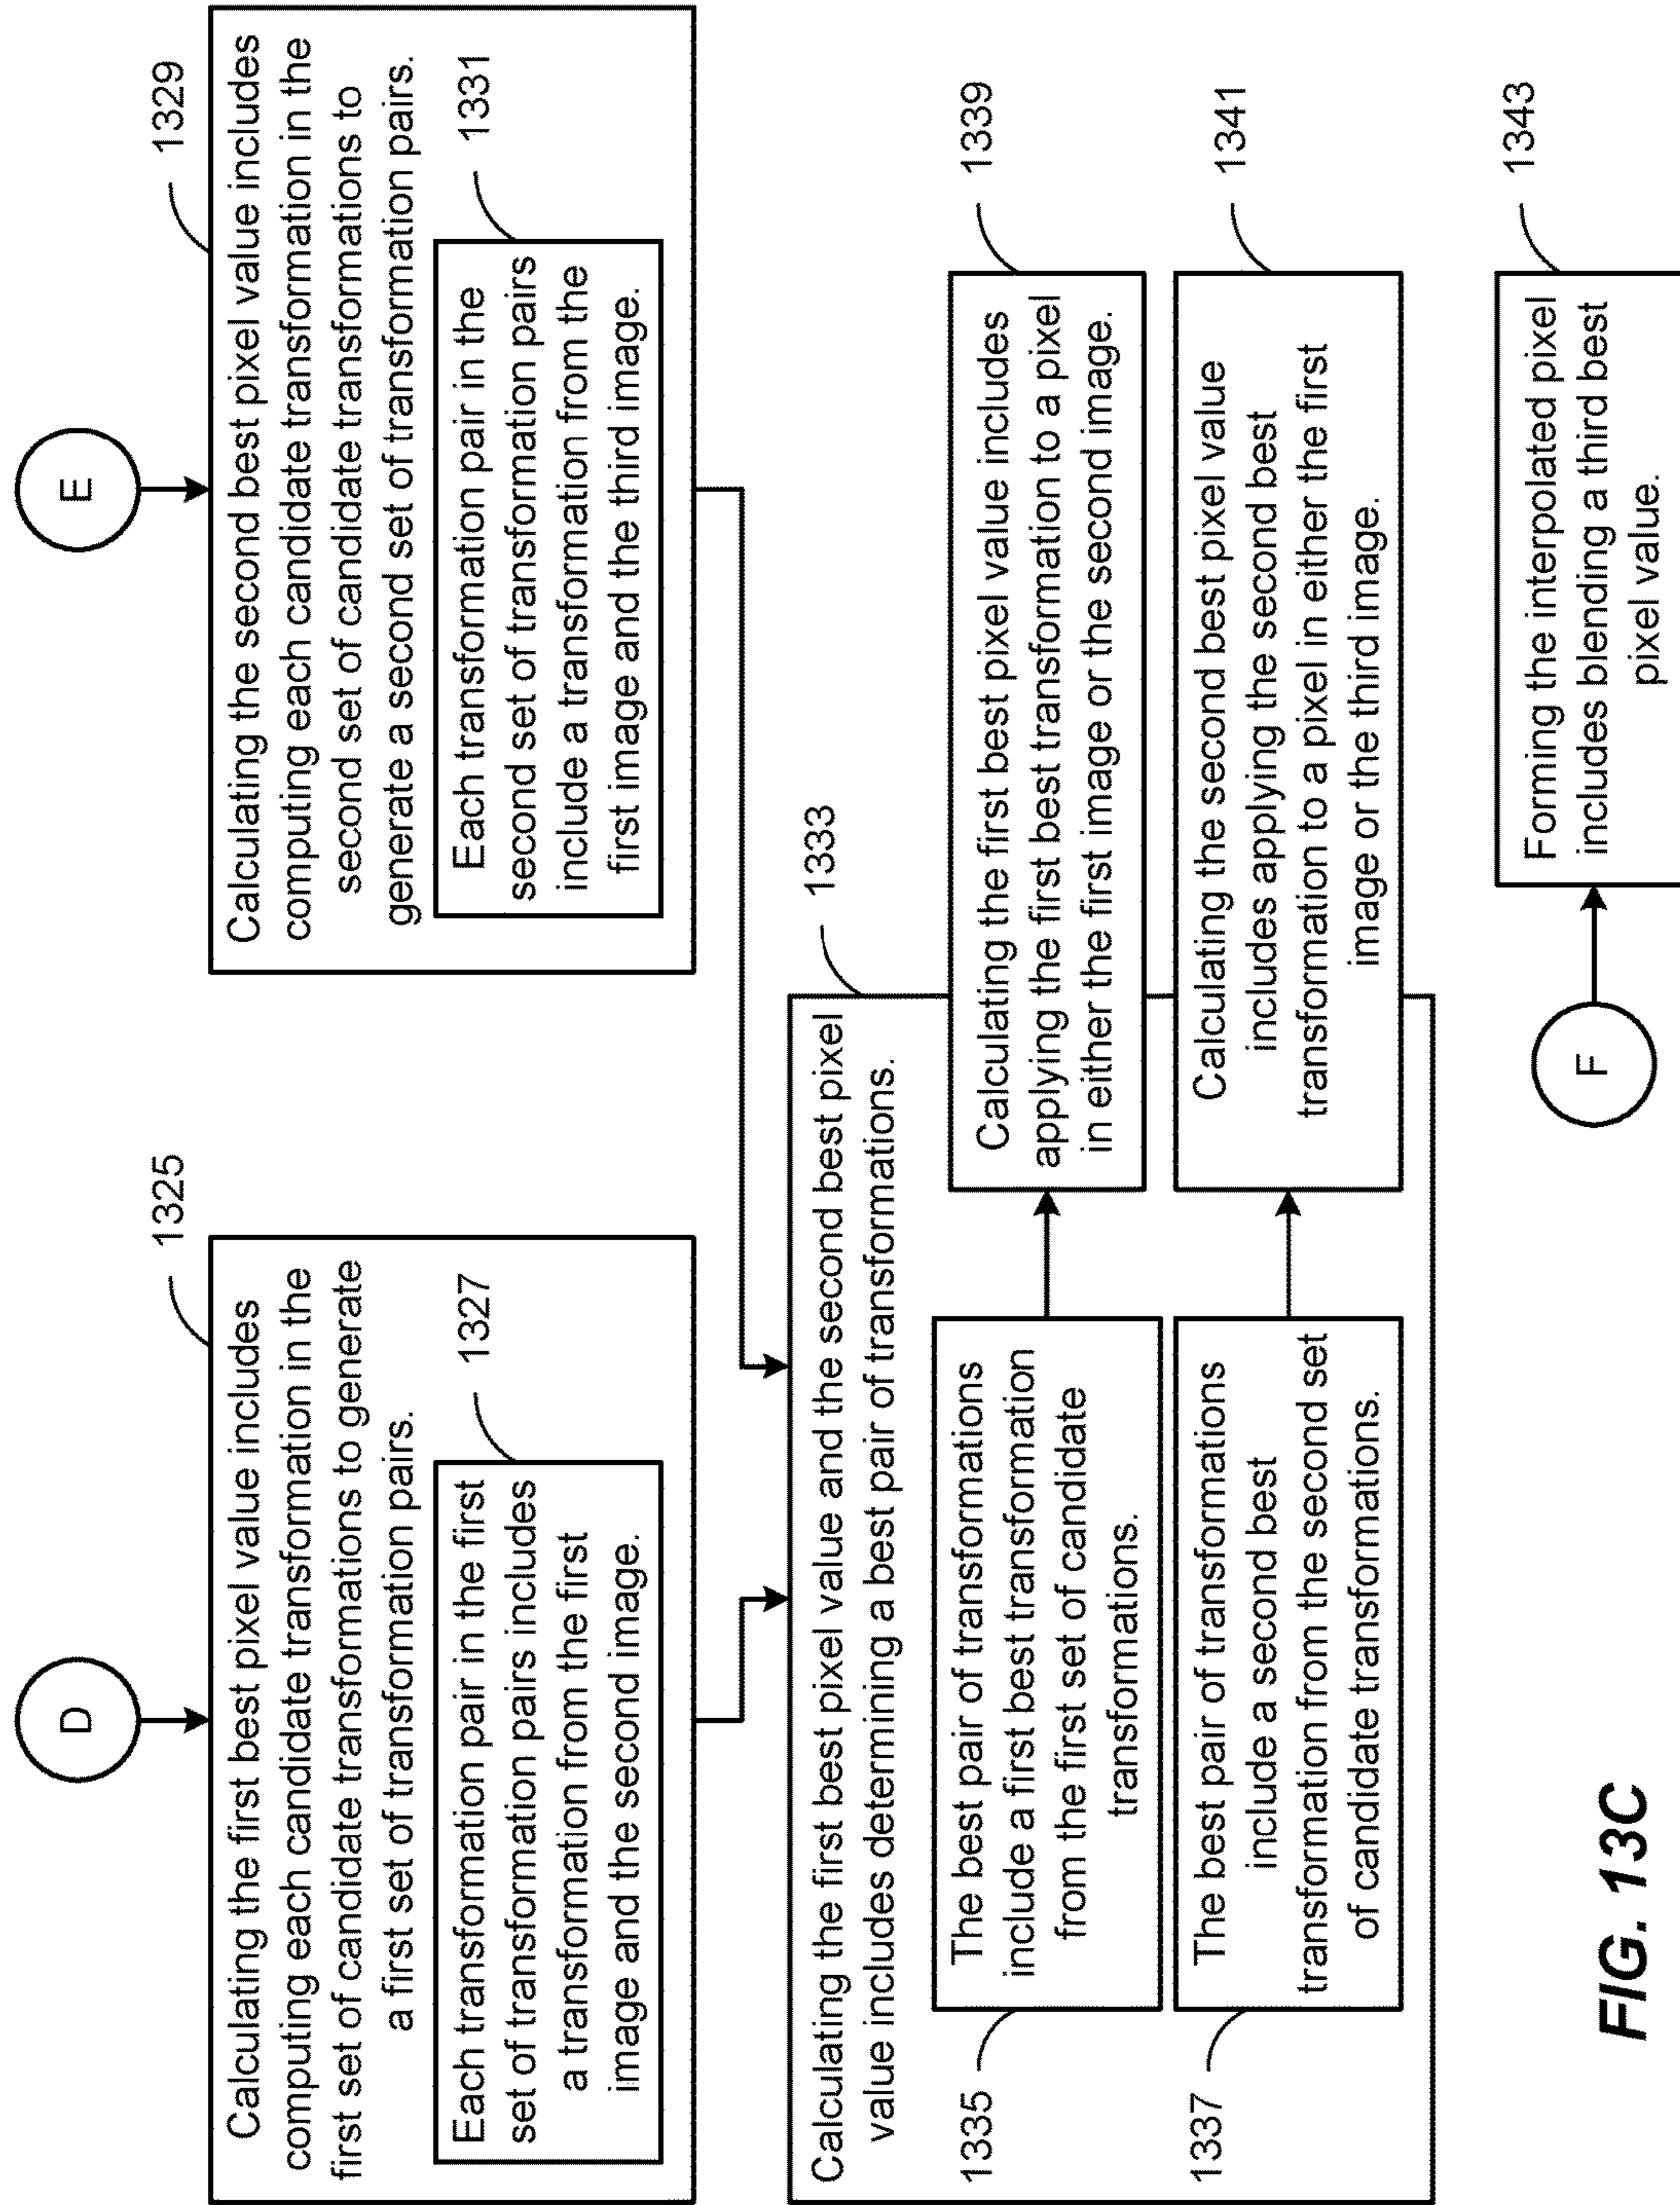 D
1325
Calculating the first best pixel value includes
computing each candidate transformation in the
first set of candidate transformations to generate
a first set of transformation pairs.
1327
Each transformation pair in the first
set of transformation pairs includes
a transformation from the first
image and the second image.
E
1329
Calculating the second best pixel value includes
computing each candidate transformation in the
second set of candidate transformations to
generate a second set of transformation pairs.
1331
Each transformation pair in the
second set of transformation pairs
include a transformation from the
first image and the third image.
1333
Calculating the first best pixel value and the second best pixel
value includes determining a best pair of transformations.
1335
The best pair of transformations
include a first best transformation
from the first set of candidate
transformations.
1339
Calculating the first best pixel value includes
applying the first best transformation to a pixel
in either the first image or the second image.
1337
The best pair of transformations
include a second best
transformation from the second set
of candidate transformations.
1341
Calculating the second best pixel value
includes applying the second best
transformation to a pixel in either the first
image or the third image.
F
1343
Forming the interpolated pixel
includes blending a third best
pixel value.
FIG. 13C